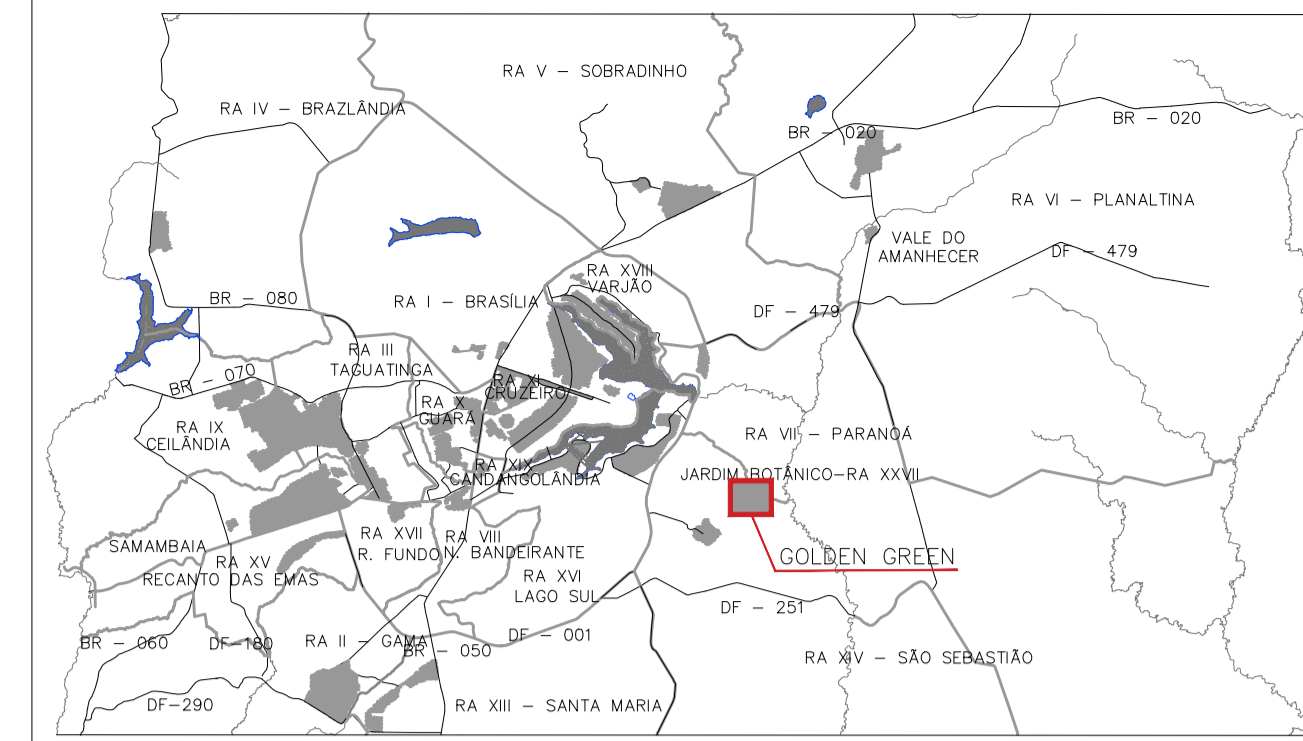 RA V – SOBRADINHO
RA IV – BRAZLÂNDIA
BR – 020
BR – 020
RA VI – PLANALTINA
VALE DO
AMANHECER
DF – 479
RA XVIII
VARJÃO
BR – 080
RA I – BRASÍLIA
DF – 479
RA III
TAGUATINGA
BR – 070
RA XI
CRUZEIRO
RA X
GUARÁ
RA IX
CEILÂNDIA
RA VII – PARANOÁ
RA XIX
CANDANGOLÂNDIA
JARDIM BOTÂNICO–RA XXVII
GOLDEN GREEN
SAMAMBAIA
RA XVII
R. FUNDO
RA VIII
N. BANDEIRANTE
RA XV
RECANTO DAS EMAS
RA XVI
LAGO SUL
DF – 251
DF – 001
BR – 060
DF–180
RA II – GAMA
BR – 050
RA XIV – SÃO SEBASTIÃO
DF–290
RA XIII – SANTA MARIA